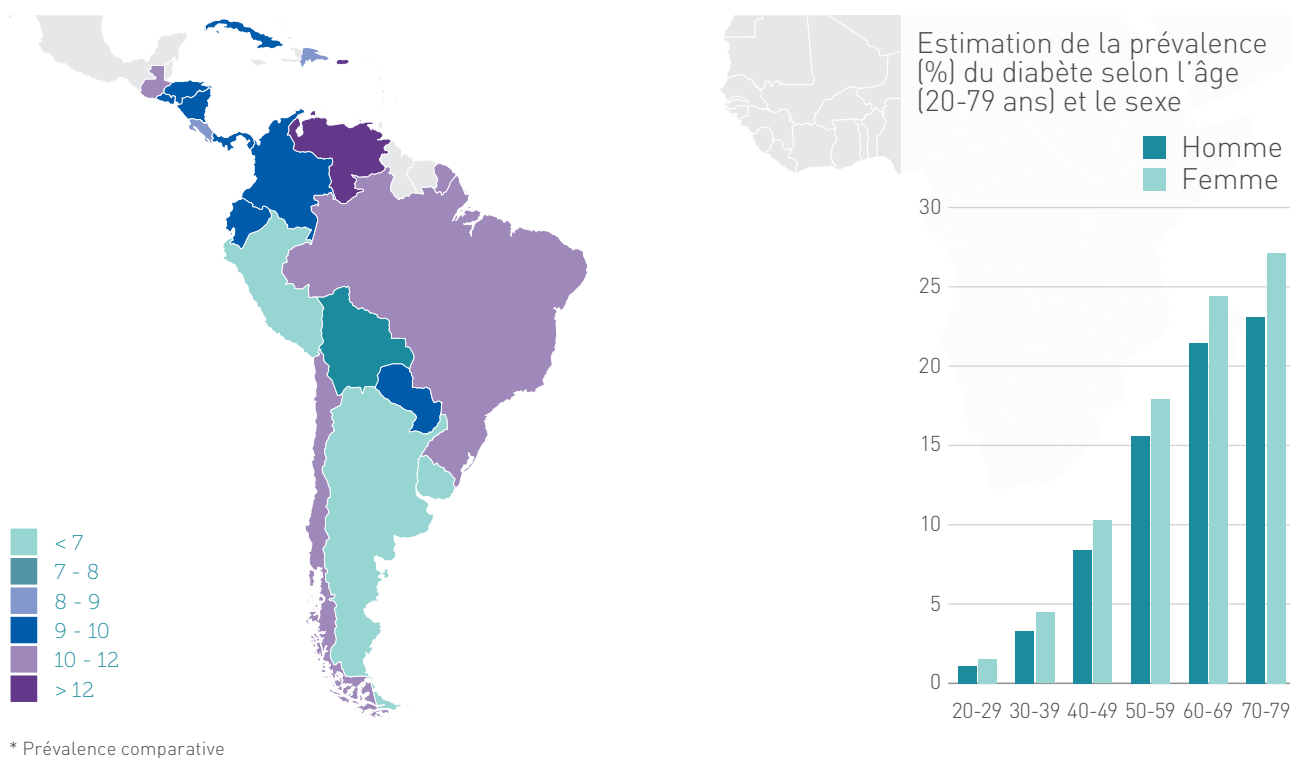 Estimation de la prévalence
(%) du diabète selon l'âge
(20-79 ans) et le sexe
Homme
Femme
30
25
20
15
10
5
0
20-29 30-39 40-49 50-59 60-69 70-79
< 7
7 - 8
8 - 9
9 - 10
10 - 12
> 12
* Prévalence comparative